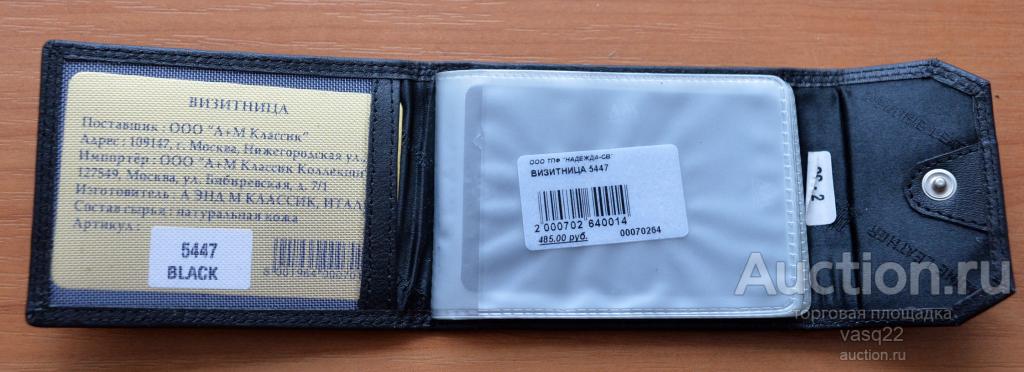 ВИЗИТНИЦА
Поставщик : ООО "А+М Классик"
Адрес : 109147, г. Москва, Нижегородская ул.,
Импортёр : ООО "А+М Классик Коллекци
127549, Москва, ул. Бибиревская, д. 7/1
Изготовитель : А ЭНД М КЛАССИК, ИТАЛ
Состав сырья : натуральная кожа
Артикул :
5447
BLACK
ООО ТПФ "НАДЕЖДА-СВ"
ВИЗИТНИЦА 5447
2 000702 640014
485.00 руб.
00070264
Auction.ru
торговая площадка
vasq22
auction.ru